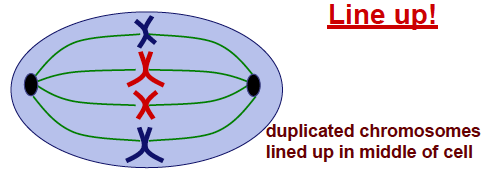 Line up!
duplicated chromosomes
lined up in middle of cell